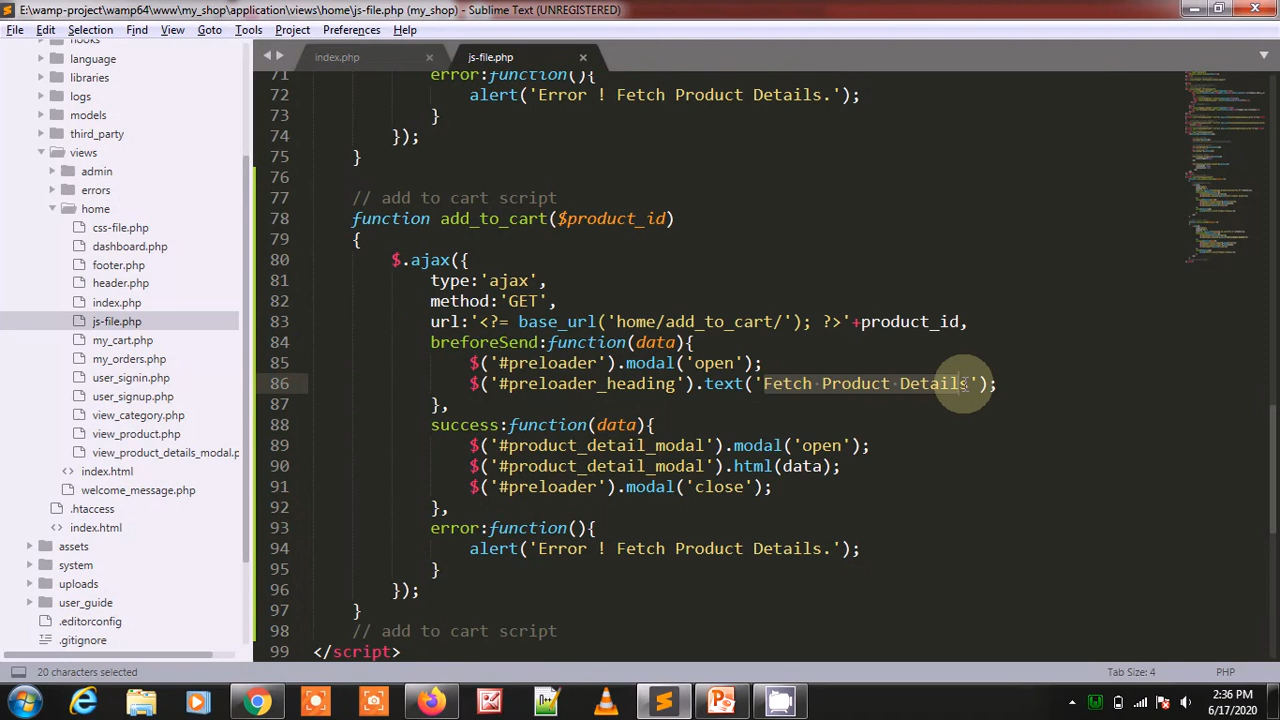 E:\wamp-project\wamp64\www\my_shop\application\views\home\js-file.php (my_shop) - Sublime Text (UNREGISTERED)
File Edit Selection Find View Goto Tools Project Preferences Help
hooks
language
libraries
logs
models
third_party
views
admin
errors
home
css-file.php
dashboard.php
footer.php
header.php
index.php
js-file.php
my_cart.php
my_orders.php
user_signin.php
user_signup.php
view_category.php
view_product.php
view_product_details_modal.p
index.html
welcome_message.php
.htaccess
index.html
assets
system
uploads
user_guide
.editorconfig
.gitignore
index.php js-file.php
71 error:function(){
72 alert('Error ! Fetch Product Details.');
73 }
74 });
75 }
76
77 // add to cart script
78 function add_to_cart($product_id)
79 {
80 $.ajax({
81 type:'ajax',
82 method:'GET',
83 url:'<?= base_url('home/add_to_cart/'); ?>'+product_id,
84 breforeSend:function(data){
85 $('#preloader').modal('open');
86 $('#preloader_heading').text('Fetch Product Details');
87 },
88 success:function(data){
89 $('#product_detail_modal').modal('open');
90 $('#product_detail_modal').html(data);
91 $('#preloader').modal('close');
92 },
93 error:function(){
94 alert('Error ! Fetch Product Details.');
95 }
96 });
97 }
98 // add to cart script
99 </script>
20 characters selected Tab Size: 4 PHP
2:36 PM
6/17/2020